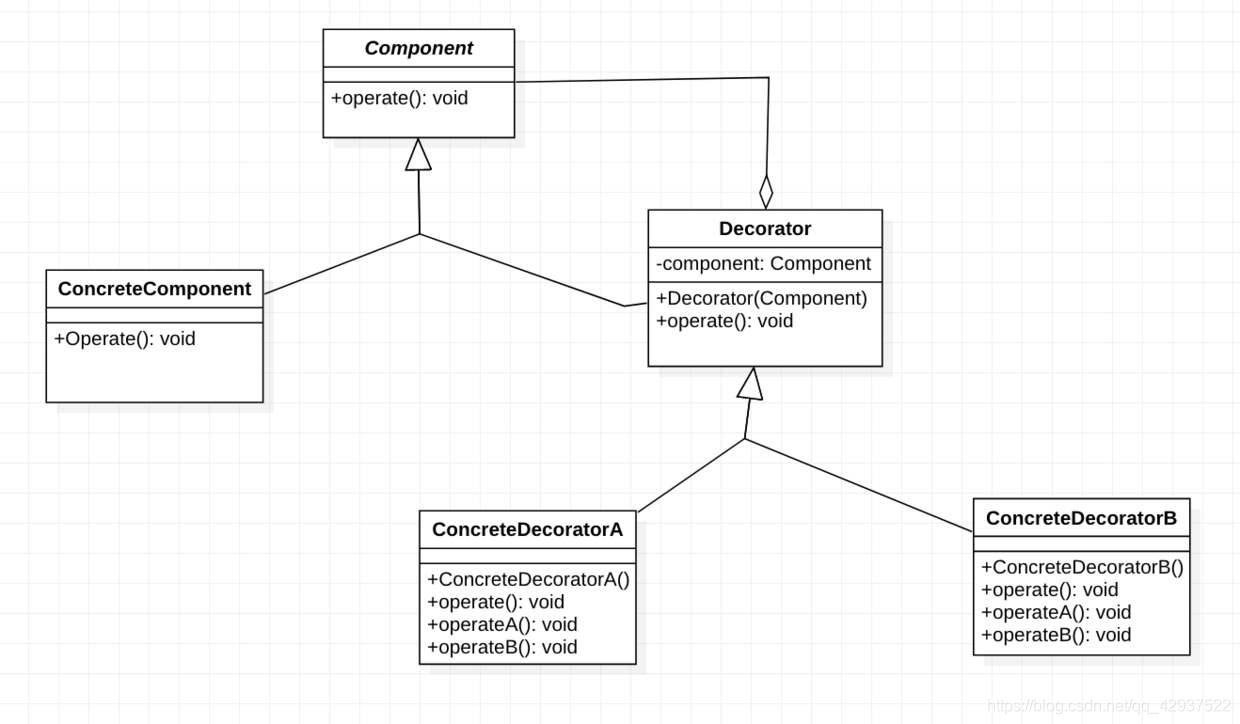 Component
+operate(): void
Decorator
-component: Component
+Decorator(Component)
+operate(): void
ConcreteComponent
+Operate(): void
ConcreteDecoratorA
+ConcreteDecoratorA()
+operate(): void
+operateA(): void
+operateB(): void
ConcreteDecoratorB
+ConcreteDecoratorB()
+operate(): void
+operateA(): void
+operateB(): void
https://blog.csdn.net/qq_42937522